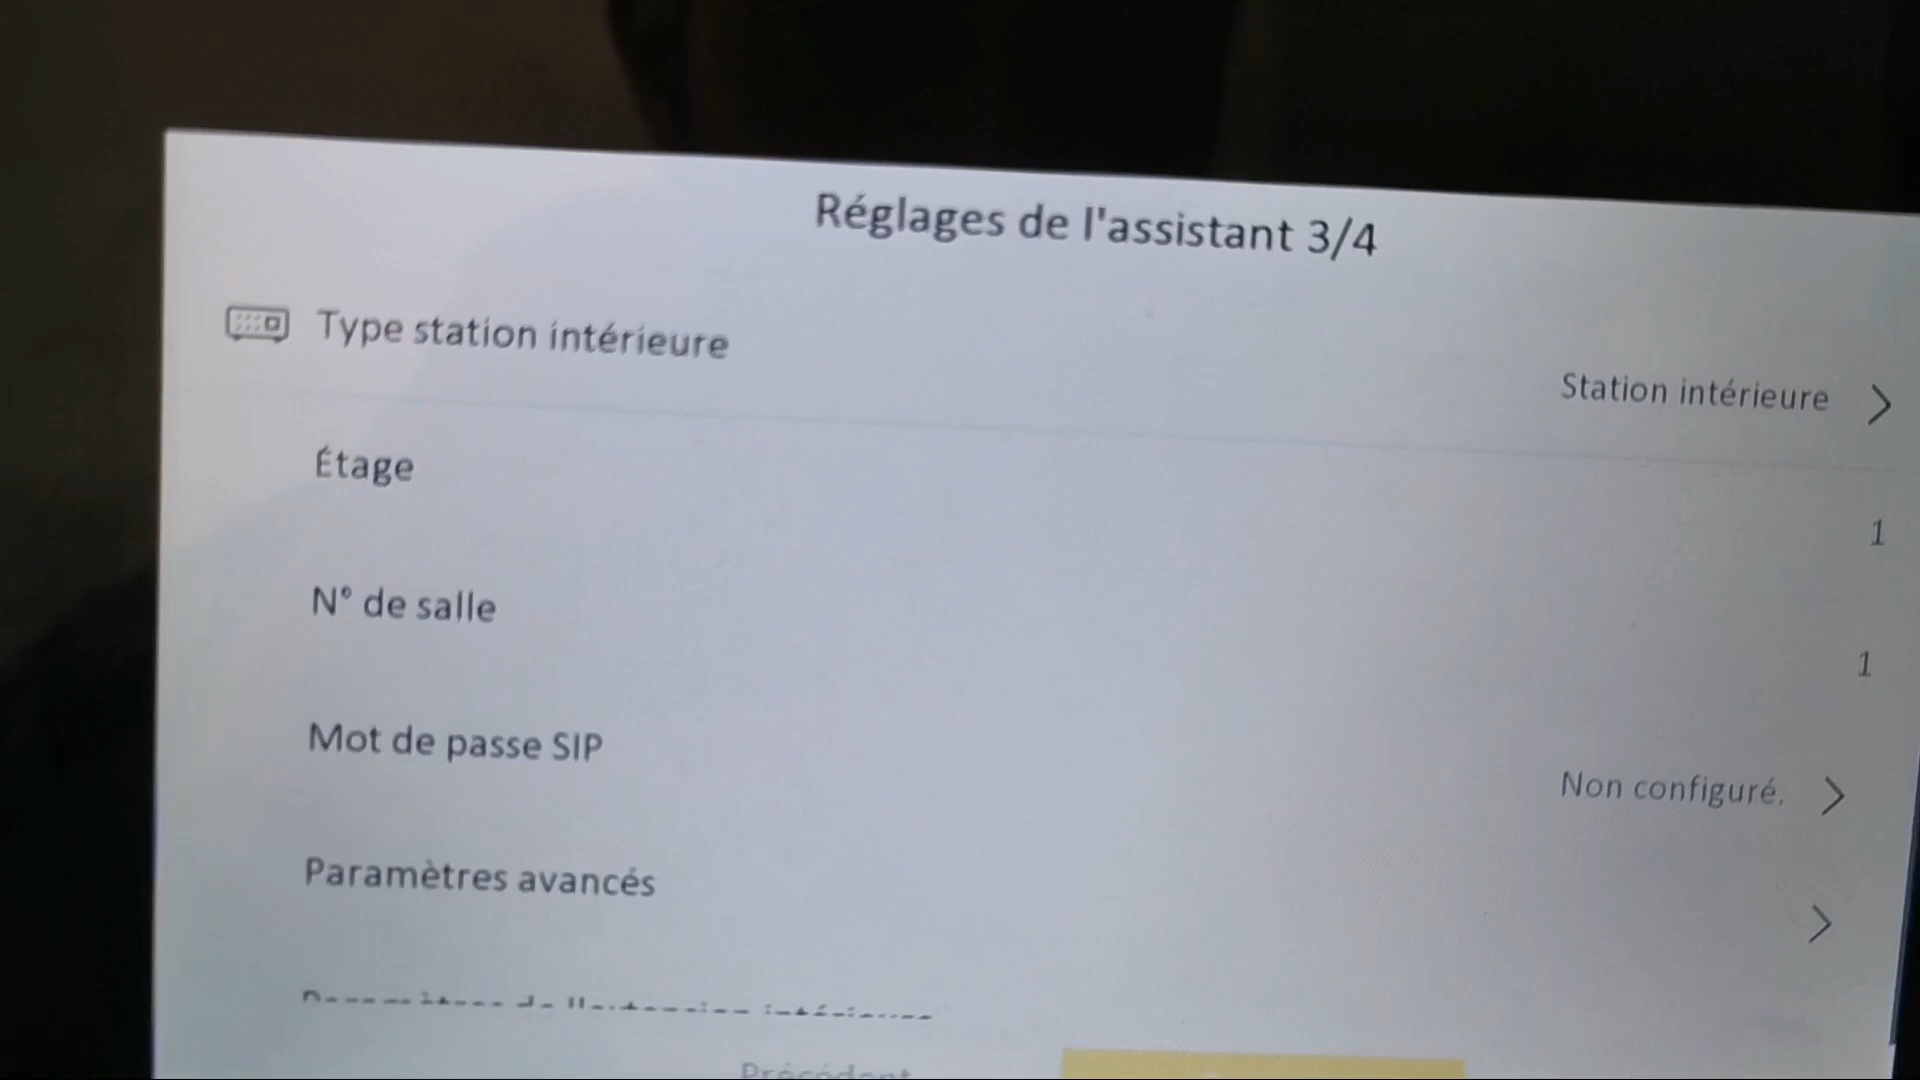 Réglages de l'assistant 3/4
Type station intérieure
Station intérieure
Étage
1
N° de salle
1
Mot de passe SIP
Non configuré.
Paramètres avancés
Précédent